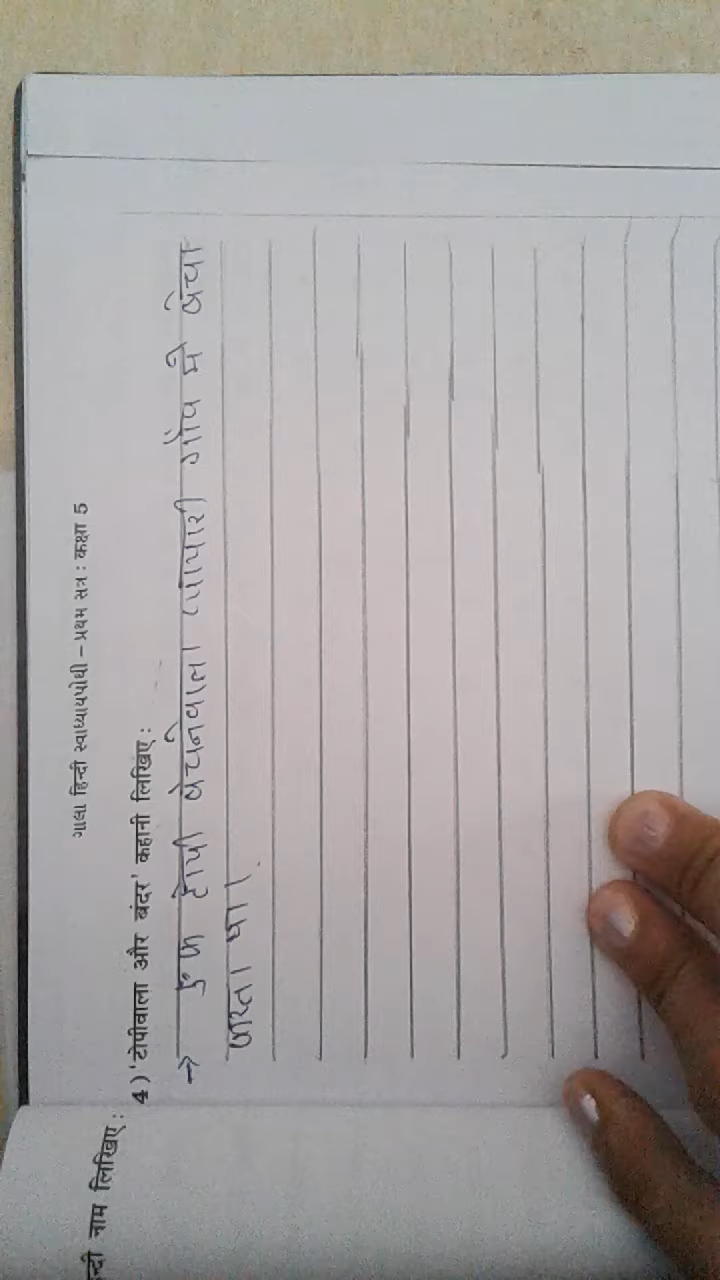 गाला हिन्दी स्वाध्यायपोथी – प्रथम सत्र : कक्षा 5
4) 'टोपीवाला और बंदर' कहानी लिखिए :
→ एक टोपी बेचनेवाला व्यापारी गाँव में बेचा
करता था।
न्दी नाम लिखिए :